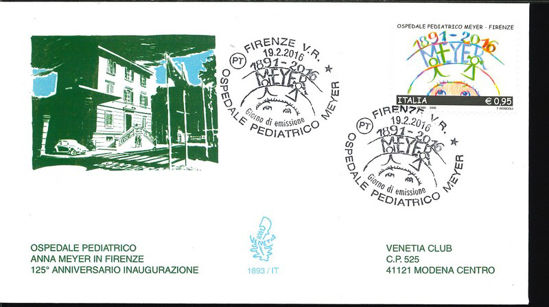 OSPEDALE PEDIATRICO MEYER - FIRENZE
1891-2016
MEYER
ITALIA
€ 0,95
FIRENZE V.R.
19.2.2016
1891-2016
MEYER
PT
Giorno di emissione
OSPEDALE PEDIATRICO MEYER
FIRENZE V.R.
19.2.2016
1891-2016
MEYER
PT
Giorno di emissione
OSPEDALE PEDIATRICO MEYER
1893 / IT
OSPEDALE PEDIATRICO
ANNA MEYER IN FIRENZE
125° ANNIVERSARIO INAUGURAZIONE
VENETIA CLUB
C.P. 525
41121 MODENA CENTRO